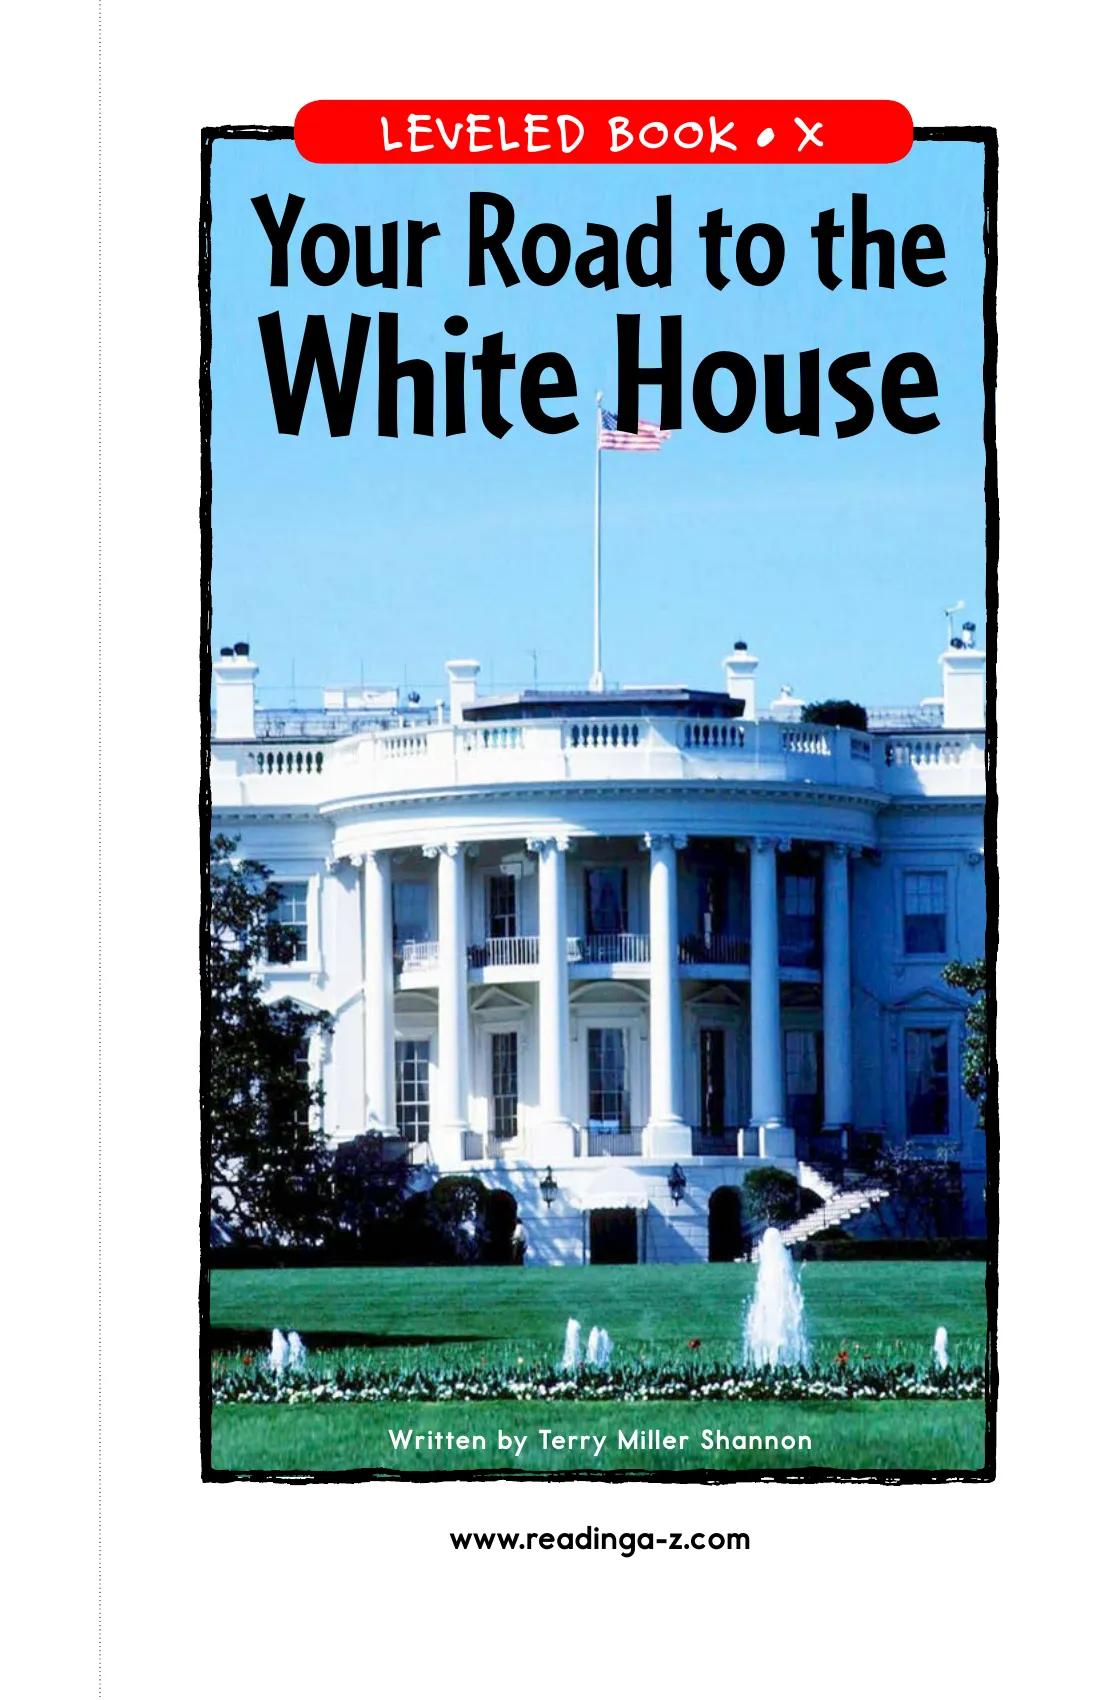 LEVELED BOOK • X
Your Road to the
White House
Written by Terry Miller Shannon
www.readinga-z.com